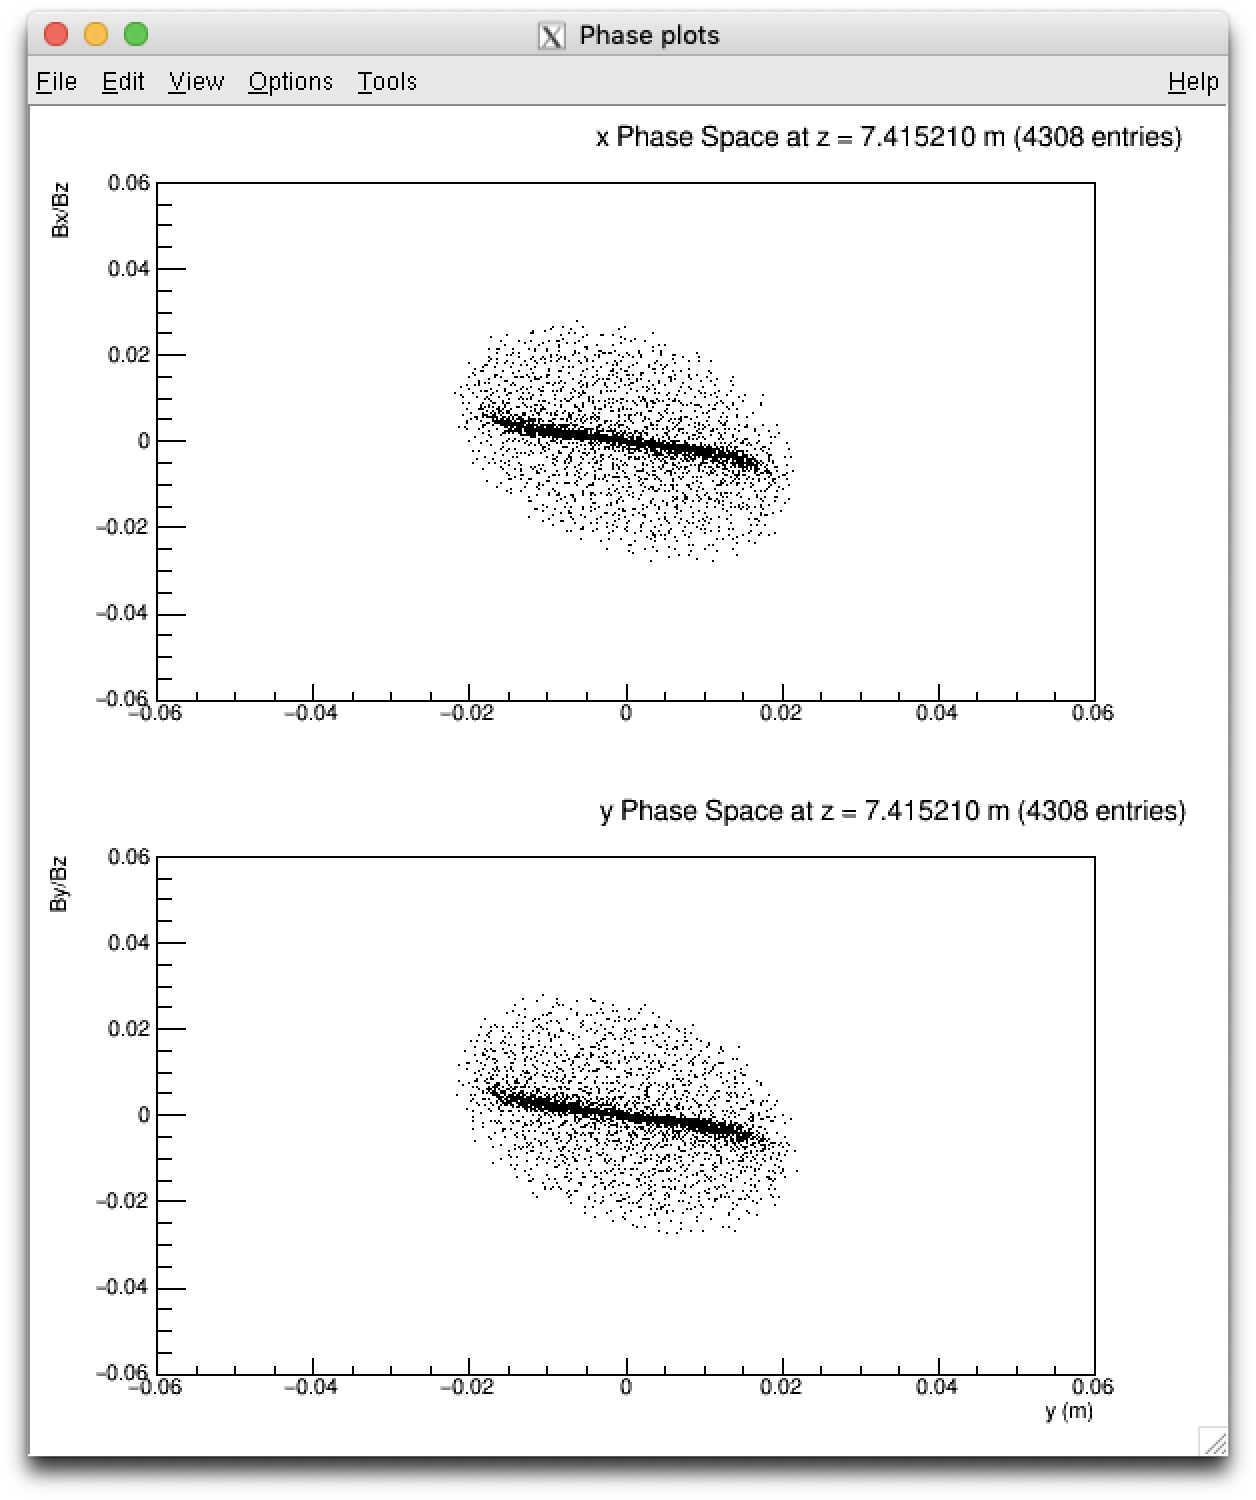 Phase plots
File Edit View Options Tools Help
x Phase Space at z = 7.415210 m (4308 entries)
Bx/Bz
0.06
0.04
0.02
0
−0.02
−0.04
−0.06
−0.06 −0.04 −0.02 0 0.02 0.04 0.06
y Phase Space at z = 7.415210 m (4308 entries)
By/Bz
0.06
0.04
0.02
0
−0.02
−0.04
−0.06
−0.06 −0.04 −0.02 0 0.02 0.04 0.06
y (m)